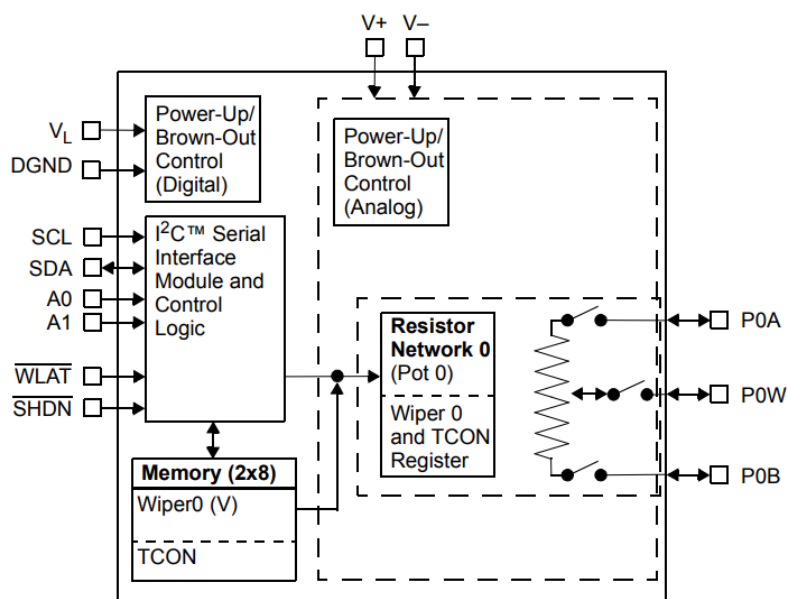 V+ V–
Power-Up/
Brown-Out
Control
(Digital)
VL
DGND
Power-Up/
Brown-Out
Control
(Analog)
SCL
SDA
A0
A1
WLAT
SHDN
I2C™ Serial
Interface
Module and
Control
Logic
Resistor
Network 0
(Pot 0)
Wiper 0
and TCON
Register
P0A
P0W
P0B
Memory (2x8)
Wiper0 (V)
TCON